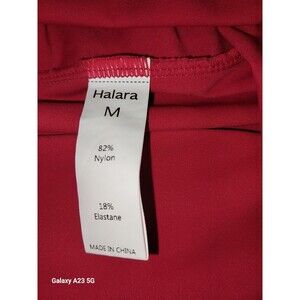 Halara
M
82%
Nylon
18%
Elastane
MADE IN CHINA
Galaxy A23 5G